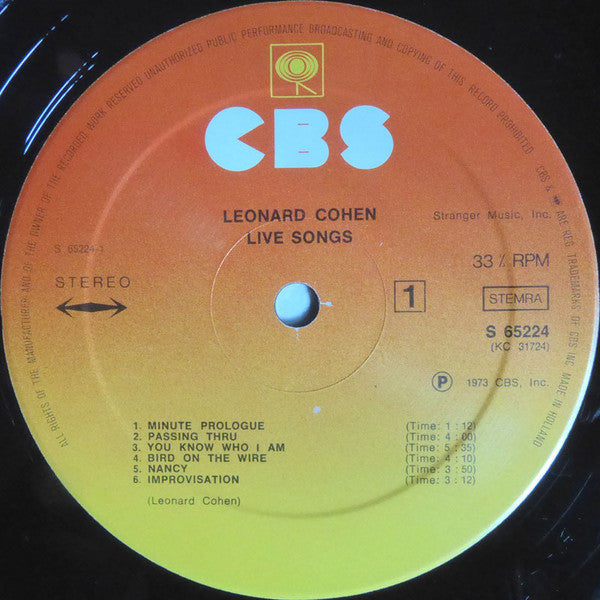 ALL RIGHTS OF THE MANUFACTURER AND OF THE OWNER OF THE RECORDED WORK RESERVED UNAUTHORIZED PUBLIC PERFORMANCE BROADCASTING AND COPYING OF THIS RECORD PROHIBITED. CBS & ARE REG. TRADEMARKS OF CBS INC. MADE IN HOLLAND
CBS
LEONARD COHEN
LIVE SONGS
Stranger Music, Inc.
S 65224-1
STEREO
33 ⅓ RPM
1
STEMRA
S 65224
(KC 31724)
Ⓟ 1973 CBS, Inc.
1. MINUTE PROLOGUE (Time: 1 : 12)
2. PASSING THRU (Time: 4 : 00)
3. YOU KNOW WHO I AM (Time: 5 : 35)
4. BIRD ON THE WIRE (Time: 4 : 10)
5. NANCY (Time: 3 : 50)
6. IMPROVISATION (Time: 3 : 12)
(Leonard Cohen)